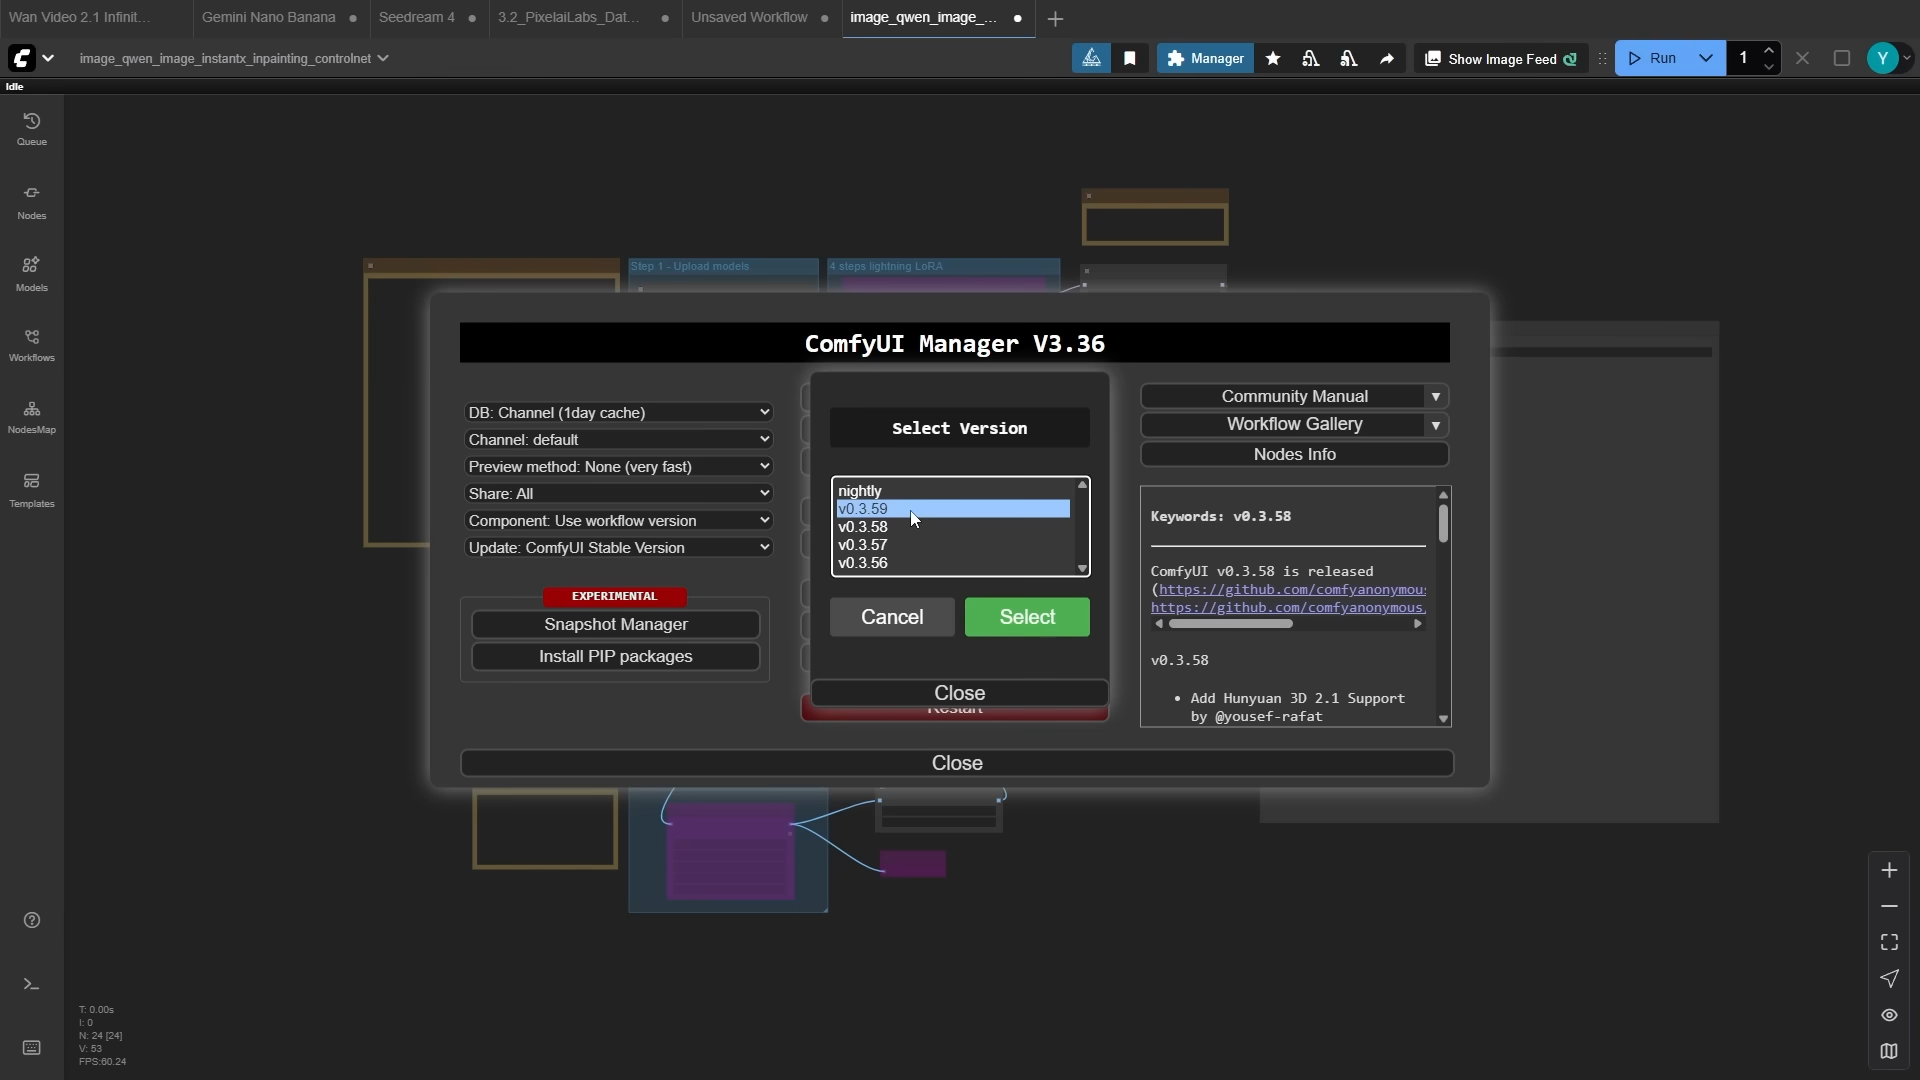 Wan Video 2.1 Infinit...
Gemini Nano Banana
Seedream 4
3.2_PixelaiLabs_Dat...
Unsaved Workflow
image_qwen_image_...
image_qwen_image_instantx_inpainting_controlnet
Manager
Show Image Feed
Run
1
Y
Idle
Queue
Nodes
Models
Workflows
NodesMap
Templates
Step 1 - Upload models
4 steps lightning LoRA
ComfyUI Manager V3.36
DB: Channel (1day cache)
Channel: default
Preview method: None (very fast)
Share: All
Component: Use workflow version
Update: ComfyUI Stable Version
EXPERIMENTAL
Snapshot Manager
Install PIP packages
Select Version
nightly
v0.3.59
v0.3.58
v0.3.57
v0.3.56
Cancel
Select
Close
Restart
Community Manual
Workflow Gallery
Nodes Info
Keywords: v0.3.58
ComfyUI v0.3.58 is released
(https://github.com/comfyanonymous
https://github.com/comfyanonymous/
v0.3.58
• Add Hunyuan 3D 2.1 Support
by @yousef-rafat
Close
T: 0.00s
I: 0
N: 24 [24]
V: 53
FPS:60.24